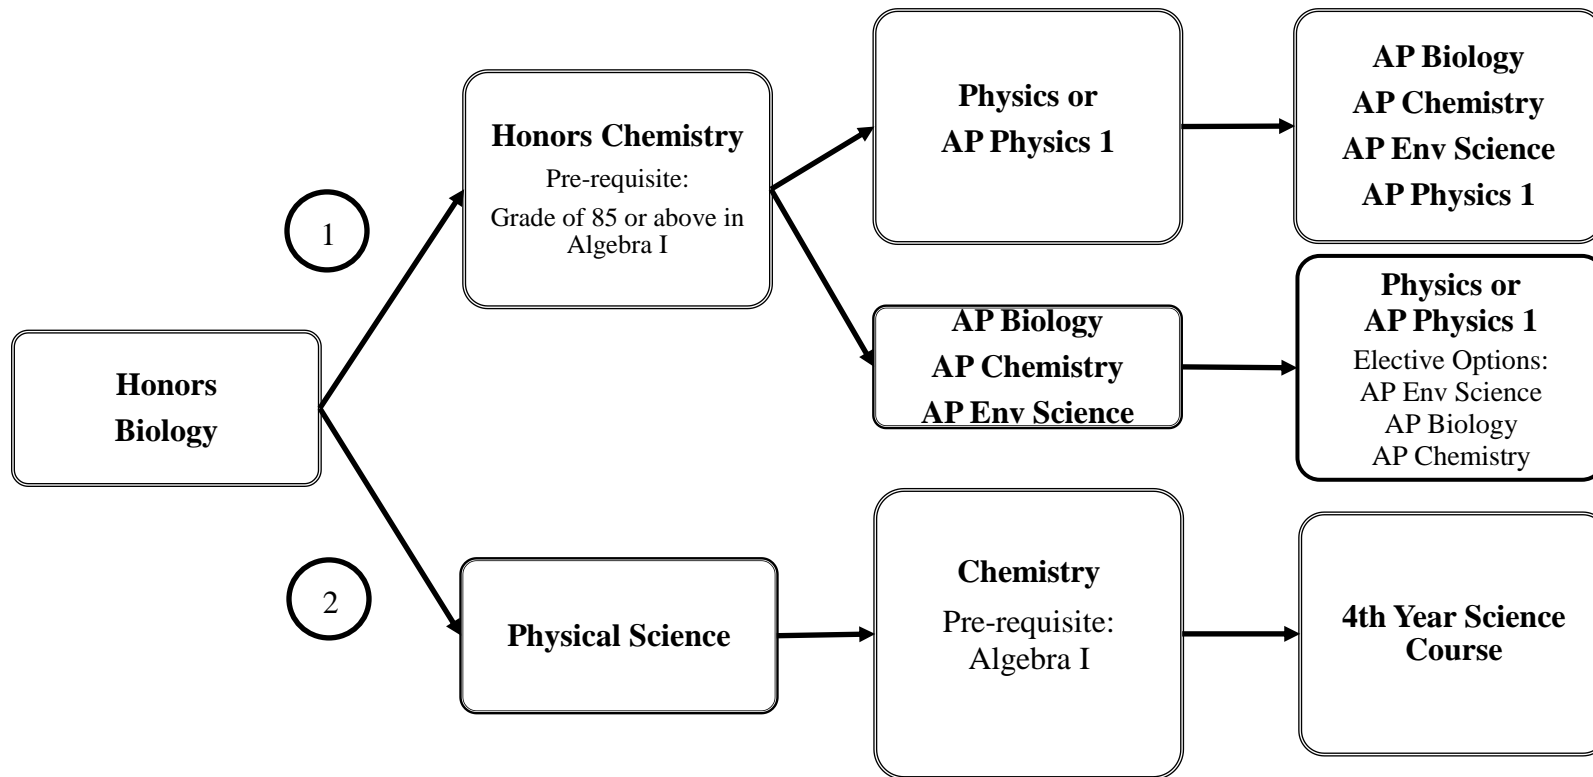 Honors
Biology
1
2
Honors Chemistry
Pre-requisite:
Grade of 85 or above in
Algebra I
Physical Science
Physics or
AP Physics 1
AP Biology
AP Chemistry
AP Env Science
Chemistry
Pre-requisite:
Algebra I
AP Biology
AP Chemistry
AP Env Science
AP Physics 1
Physics or
AP Physics 1
Elective Options:
AP Env Science
AP Biology
AP Chemistry
4th Year Science
Course